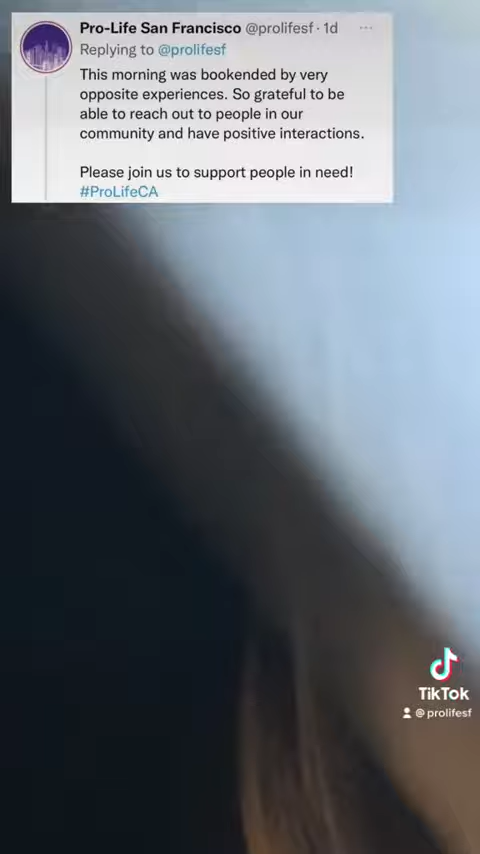 Pro-Life San Francisco @prolifesf · 1d
Replying to @prolifesf
This morning was bookended by very
opposite experiences. So grateful to be
able to reach out to people in our
community and have positive interactions.
Please join us to support people in need!
#ProLifeCA
TikTok
@prolifesf